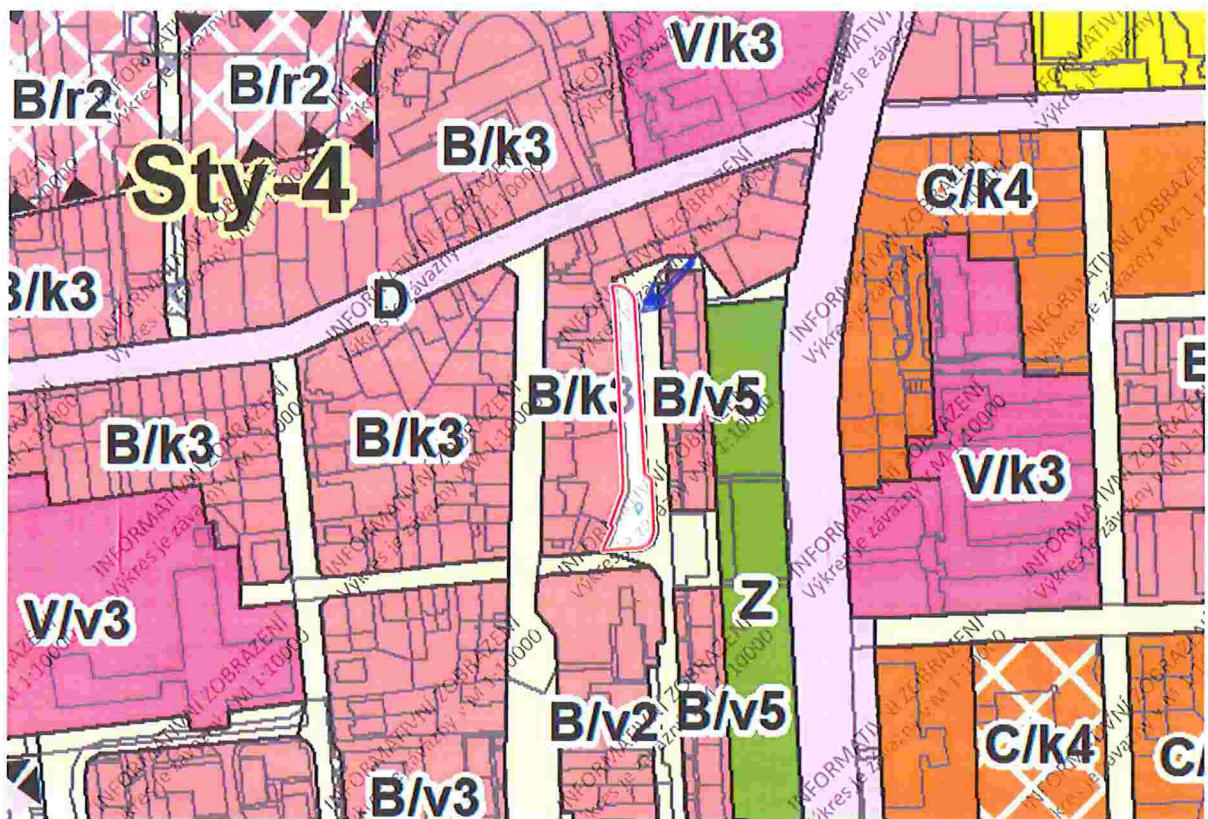 V/k3
B/r2
B/r2
B/k3
Sty-4
C/k4
B/k3
D
B/k3
B/v5
B/k3
B/k3
V/k3
V/v3
Z
B/v2
B/v5
C/k4
B/v3
INFORMATIVNÍ ZOBRAZENÍ
Výkres je závazný v M 1:10000